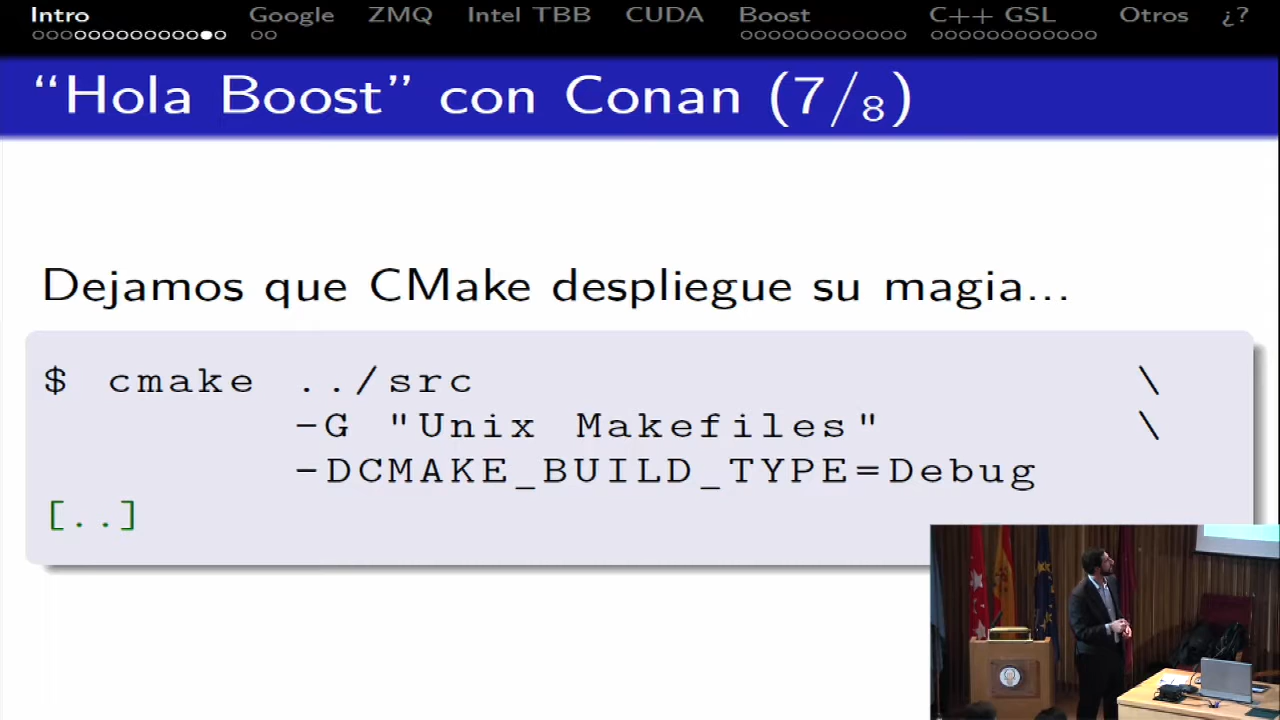 Intro Google ZMQ Intel TBB CUDA Boost C++ GSL Otros ¿?
“Hola Boost” con Conan (7/8)
Dejamos que CMake despliegue su magia...
$ cmake ../src \
-G "Unix Makefiles" \
-DCMAKE_BUILD_TYPE=Debug
[..]